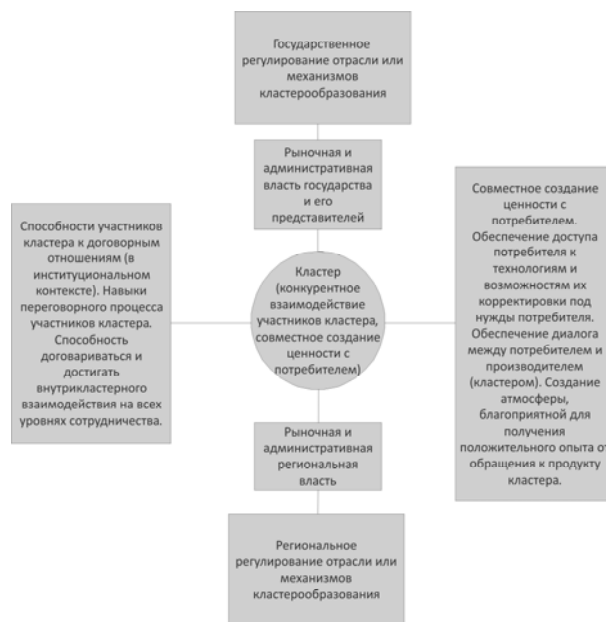 Государственное
регулирование отрасли или
механизмов
кластерообразования
Рыночная и
административная
власть государства
и его
представителей
Способности участников
кластера к договорным
отношениям (в
институциональном
контексте). Навыки
переговорного процесса
участников кластера.
Способность
договариваться и
достигать
внутрикластерного
взаимодействия на всех
уровнях сотрудничества.
Кластер
(конкурентное
взаимодействие
участников кластера,
совместное создание
ценности с
потребителем)
Совместное создание
ценности с
потребителем.
Обеспечение доступа
потребителя к
технологиям и
возможностям их
корректировки под
нужды потребителя.
Обеспечение диалога
между потребителем и
производителем
(кластером). Создание
атмосферы,
благоприятной для
получения
положительного опыта от
обращения к продукту
кластера.
Рыночная и
административная
региональная
власть
Региональное
регулирование отрасли или
механизмов
кластерообразования